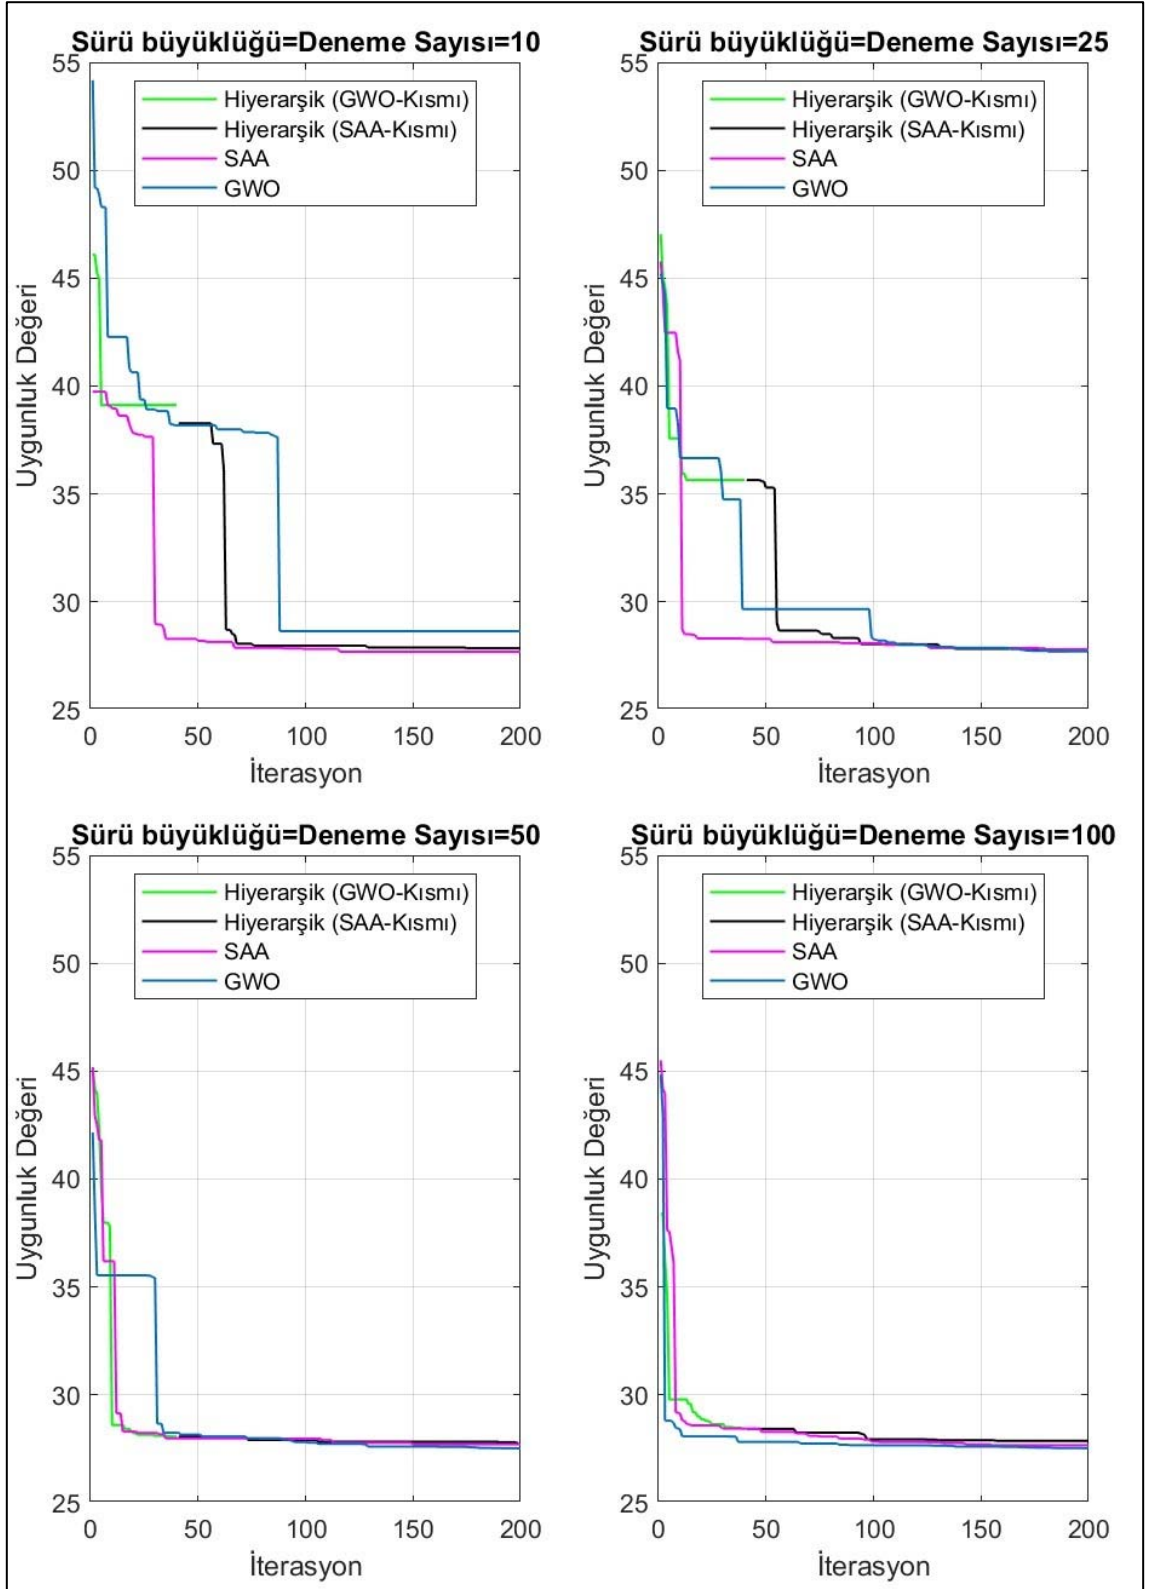 Sürü büyüklüğü=Deneme Sayısı=10
55
50
45
40
35
30
25
Uygunluk Değeri
Hiyerarşik (GWO-Kısmı)
Hiyerarşik (SAA-Kısmı)
SAA
GWO
0 50 100 150 200
İterasyon
Sürü büyüklüğü=Deneme Sayısı=25
55
50
45
40
35
30
25
Uygunluk Değeri
Hiyerarşik (GWO-Kısmı)
Hiyerarşik (SAA-Kısmı)
SAA
GWO
0 50 100 150 200
İterasyon
Sürü büyüklüğü=Deneme Sayısı=50
55
50
45
40
35
30
25
Uygunluk Değeri
Hiyerarşik (GWO-Kısmı)
Hiyerarşik (SAA-Kısmı)
SAA
GWO
0 50 100 150 200
İterasyon
Sürü büyüklüğü=Deneme Sayısı=100
55
50
45
40
35
30
25
Uygunluk Değeri
Hiyerarşik (GWO-Kısmı)
Hiyerarşik (SAA-Kısmı)
SAA
GWO
0 50 100 150 200
İterasyon